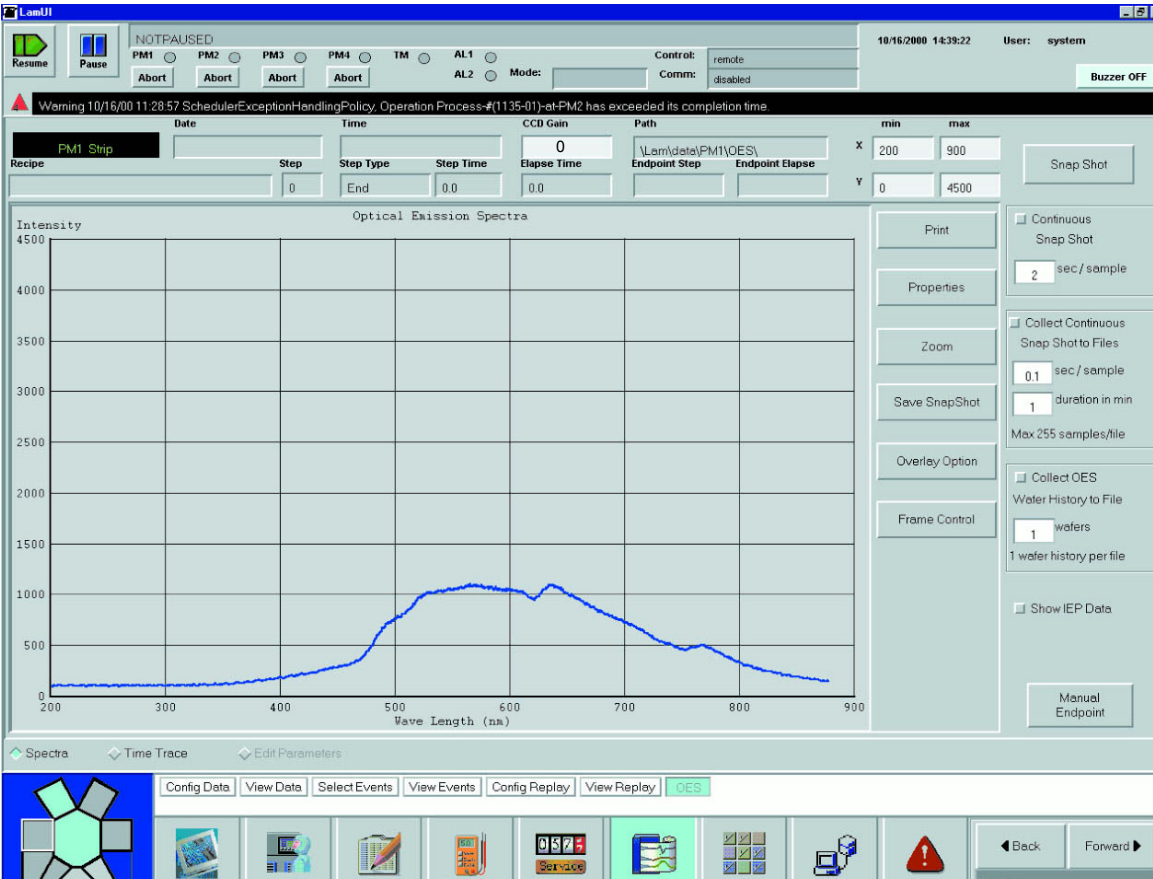 LamUI
NOTPAUSED
10/16/2000 14:39:22 User: system
Resume Pause
PM1 PM2 PM3 PM4 TM AL1 Control: remote
Abort Abort Abort Abort AL2 Mode: Comm: disabled
Buzzer OFF
Warning 10/16/00 11:28:57 SchedulerExceptionHandlingPolicy, Operation Process-#(1135-01)-at-PM2 has exceeded its completion time.
Date Time CCD Gain Path min max
PM1 Strip 0 \Lam\data\PM1\OES\ X 200 900
Recipe Step Step Type Step Time Elapse Time Endpoint Step Endpoint Elapse
0 End 0.0 0.0 Y 0 4500
Snap Shot
Optical Emission Spectra
Intensity
4500
4000
3500
3000
2500
2000
1500
1000
500
0
200 300 400 500 600 700 800 900
Wave Length (nm)
Print
Properties
Zoom
Save SnapShot
Overlay Option
Frame Control
Continuous
Snap Shot
2 sec / sample
Collect Continuous
Snap Shot to Files
0.1 sec / sample
1 duration in min
Max 255 samples/file
Collect OES
Wafer History to File
1 wafers
1 wafer history per file
Show IEP Data
Manual
Endpoint
Spectra Time Trace Edit Parameters
Config Data View Data Select Events View Events Config Replay View Replay OES
Service
Back Forward